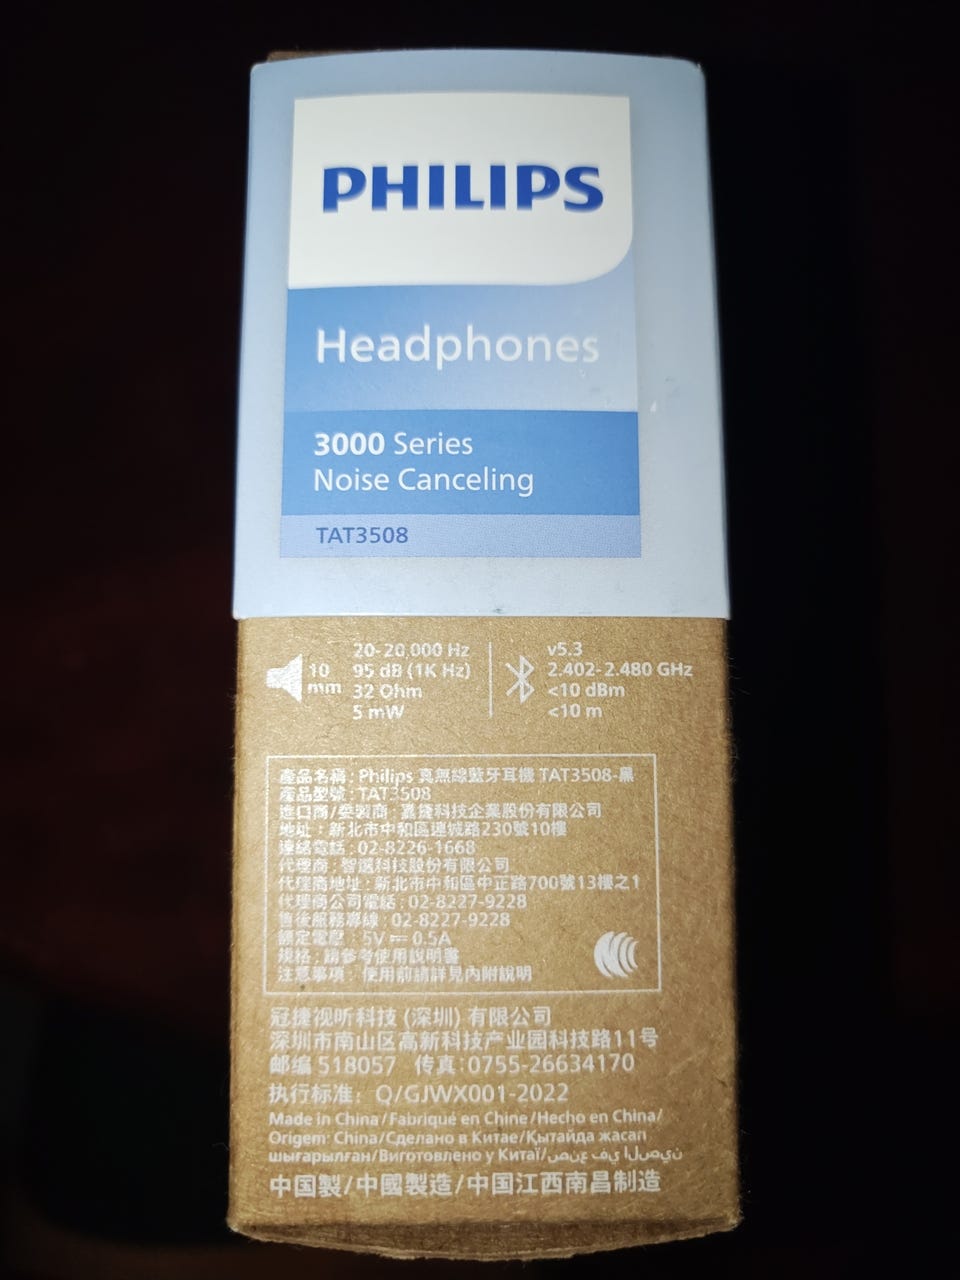 PHILIPS
Headphones
3000 Series
Noise Canceling
TAT3508
10 mm
20-20,000 Hz
95 dB (1K Hz)
32 Ohm
5 mW
v5.3
2.402-2.480 GHz
<10 dBm
<10 m
產品名稱：Philips 真無線藍牙耳機 TAT3508-黑
產品型號：TAT3508
進口商/委製商：嘉捷科技企業股份有限公司
地址：新北市中和區連城路230號10樓
連絡電話：02-8226-1668
代理商：智選科技股份有限公司
代理商地址：新北市中和區中正路700號13樓之1
代理商公司電話：02-8227-9228
售後服務專線：02-8227-9228
額定電壓：5V⎓0.5A
規格：請參考使用說明書
注意事項：使用前請詳見內附說明
冠捷视听科技 (深圳) 有限公司
深圳市南山区高新科技产业园科技路11号
邮编 518057 传真:0755-26634170
执行标准：Q/GJWX001-2022
Made in China/Fabriqué en Chine/Hecho en China/
Origem: China/Сделано в Китае/Қытайда жасап
шығарылған/Виготовлено у Китаї/صنع في الصين
中国製/中國製造/中国江西南昌制造